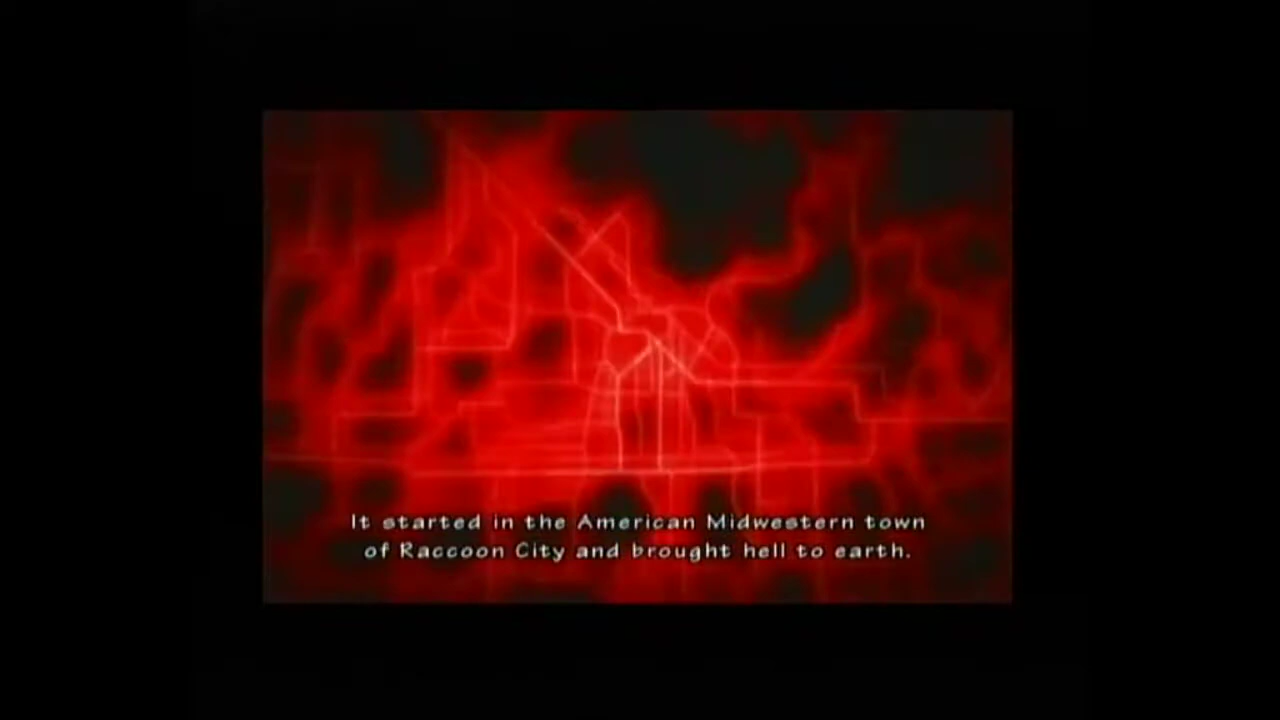 It started in the American Midwestern town
of Raccoon City and brought hell to earth.